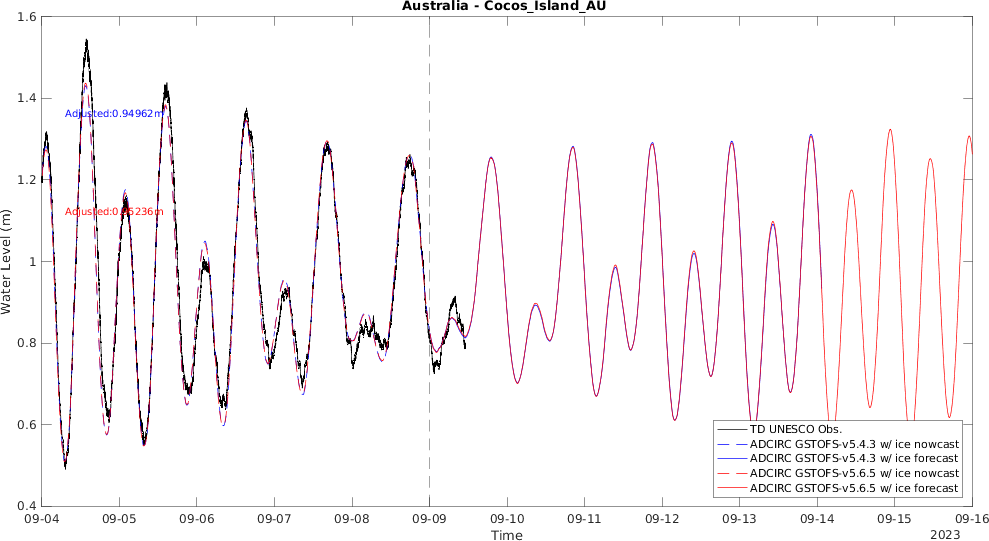 Australia - Cocos_Island_AU
1.6
1.4
1.2
1
0.8
0.6
0.4
Water Level (m)
Adjusted:0.94962m
Adjusted:0.95236m
TD UNESCO Obs.
ADCIRC GSTOFS-v5.4.3 w/ ice nowcast
ADCIRC GSTOFS-v5.4.3 w/ ice forecast
ADCIRC GSTOFS-v5.6.5 w/ ice nowcast
ADCIRC GSTOFS-v5.6.5 w/ ice forecast
09-04 09-05 09-06 09-07 09-08 09-09 09-10 09-11 09-12 09-13 09-14 09-15 09-16
Time
2023